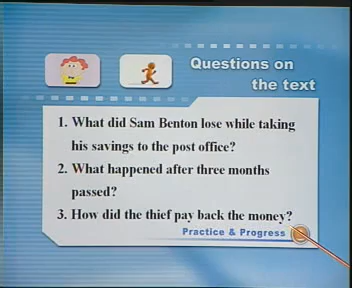 Questions on
the text
1. What did Sam Benton lose while taking
his savings to the post office?
2. What happened after three months
passed?
3. How did the thief pay back the money?
Practice & Progress